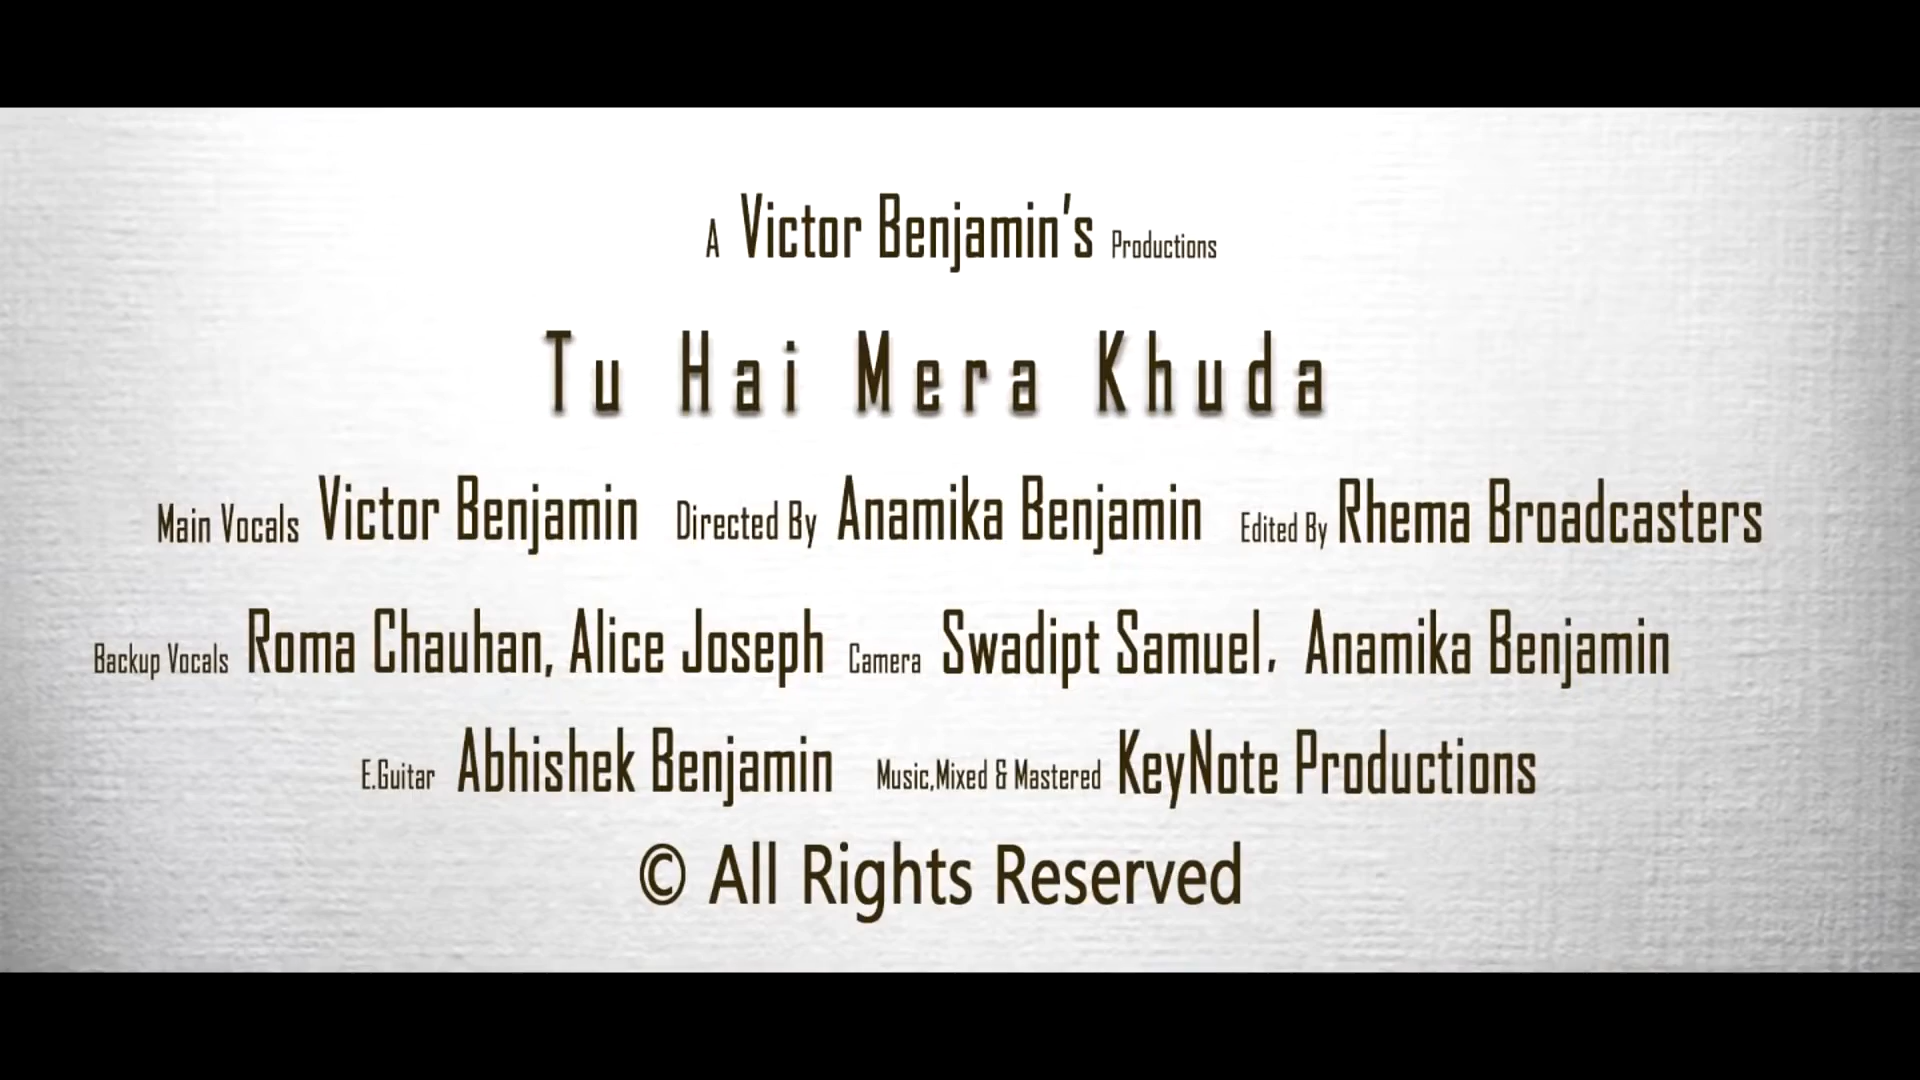 A Victor Benjamin's Productions
Tu Hai Mera Khuda
Main Vocals Victor Benjamin Directed By Anamika Benjamin Edited By Rhema Broadcasters
Backup Vocals Roma Chauhan, Alice Joseph Camera Swadipt Samuel, Anamika Benjamin
E.Guitar Abhishek Benjamin Music,Mixed & Mastered KeyNote Productions
© All Rights Reserved